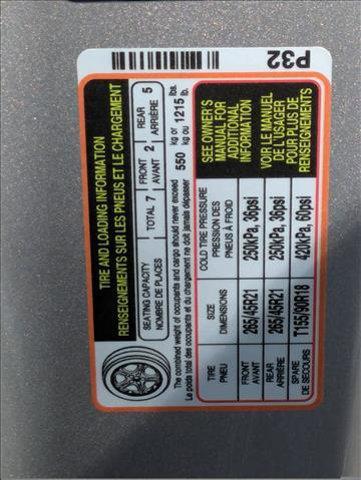 P32
TIRE AND LOADING INFORMATION
RENSEIGNEMENTS SUR LES PNEUS ET LE CHARGEMENT
SEATING CAPACITY TOTAL 7 FRONT 2 REAR 5
NOMBRE DE PLACES AVANT ARRIÈRE
The combined weight of occupants and cargo should never exceed 550 kg or 1215 lbs.
Le poids total des occupants et du chargement ne doit jamais dépasser kg ou lb.
TIRE SIZE COLD TIRE PRESSURE
PNEU DIMENSIONS PRESSION DES
PNEUS À FROID
FRONT 265/45R21 250kPa, 36psi
AVANT
REAR 265/45R21 250kPa, 36psi
ARRIÈRE
SPARE T155/90R18 420kPa, 60psi
DE SECOURS
SEE OWNER'S
MANUAL FOR
ADDITIONAL
INFORMATION
VOIR LE MANUEL
DE L'USAGER
POUR PLUS DE
RENSEIGNEMENTS